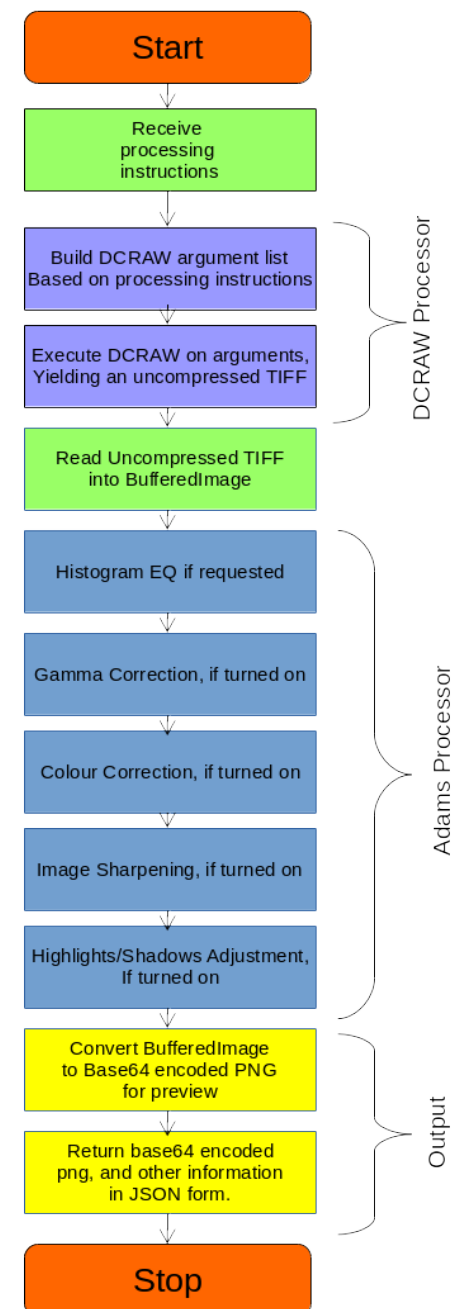 Start
Receive
processing
instructions
Build DCRAW argument list
Based on processing instructions
Execute DCRAW on arguments,
Yielding an uncompressed TIFF
DCRAW Processor
Read Uncompressed TIFF
into BufferedImage
Histogram EQ if requested
Gamma Correction, if turned on
Colour Correction, if turned on
Image Sharpening, if turned on
Highlights/Shadows Adjustment,
If turned on
Adams Processor
Convert BufferedImage
to Base64 encoded PNG
for preview
Return base64 encoded
png, and other information
in JSON form.
Output
Stop